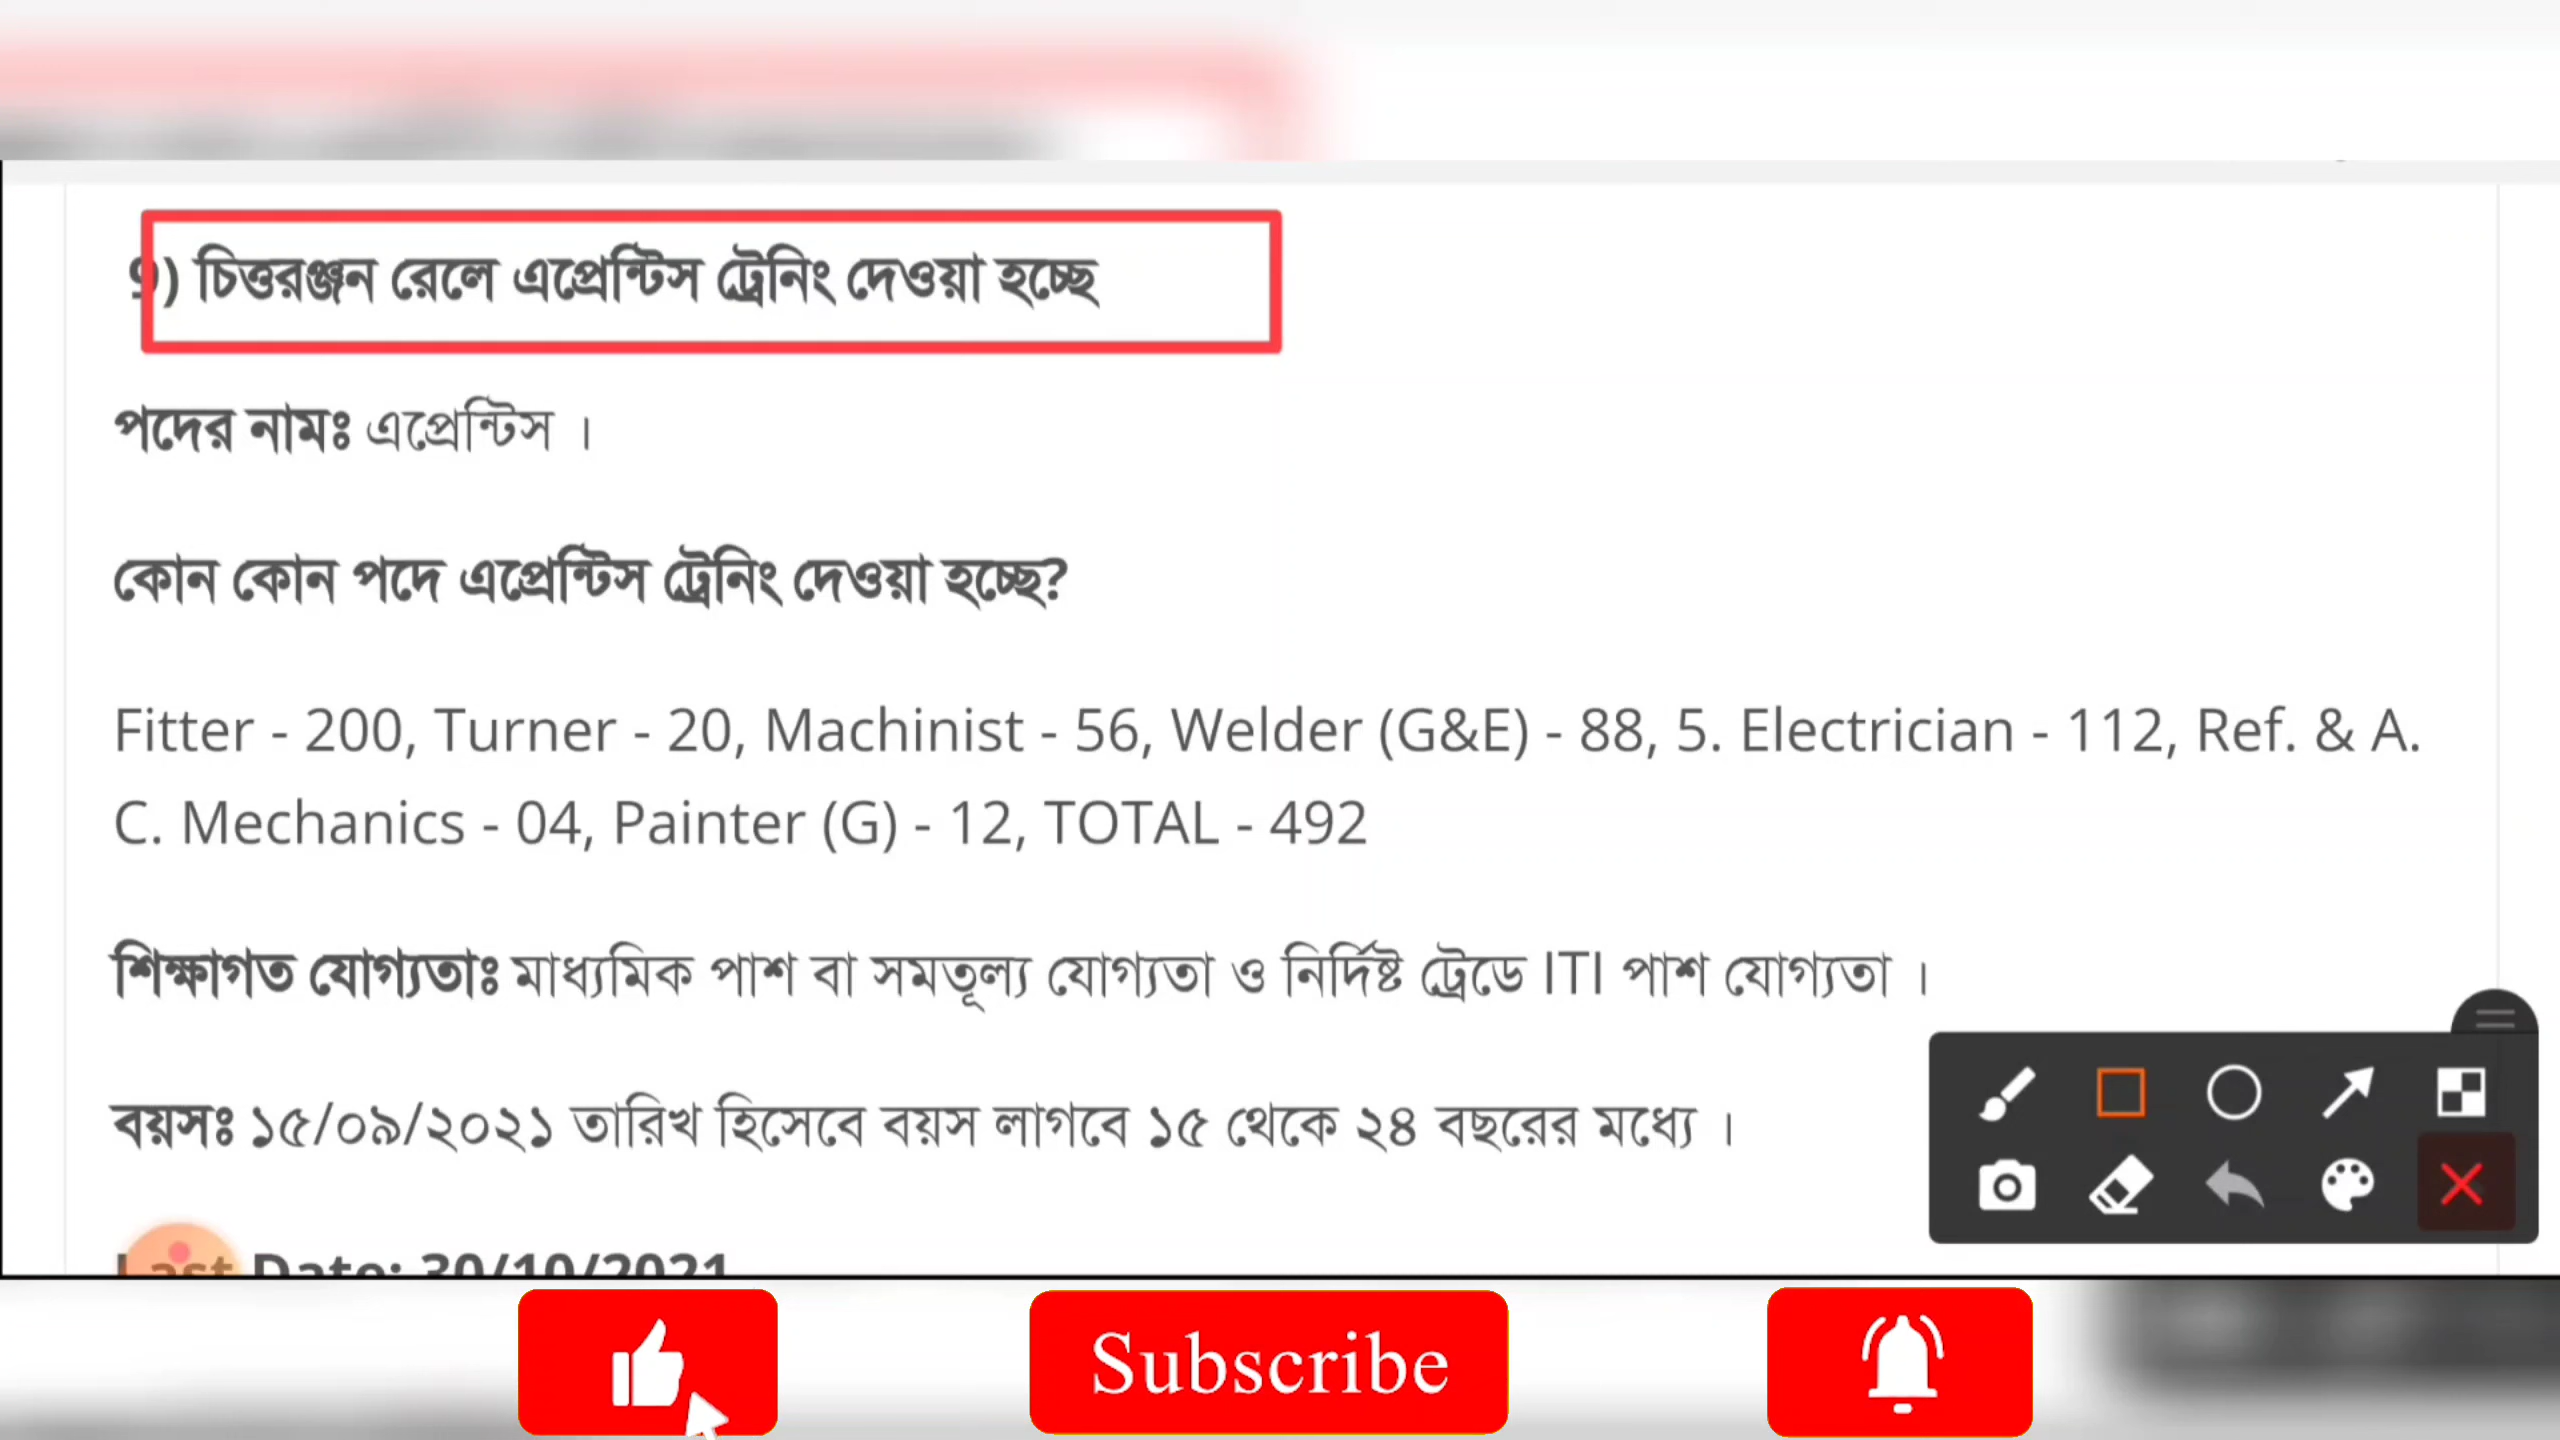 9) চিত্তরঞ্জন রেলে এপ্রেন্টিস ট্রেনিং দেওয়া হচ্ছে
পদের নামঃ এপ্রেন্টিস ।
কোন কোন পদে এপ্রেন্টিস ট্রেনিং দেওয়া হচ্ছে?
Fitter - 200, Turner - 20, Machinist - 56, Welder (G&E) - 88, 5. Electrician - 112, Ref. & A.
C. Mechanics - 04, Painter (G) - 12, TOTAL - 492
শিক্ষাগত যোগ্যতাঃ মাধ্যমিক পাশ বা সমতূল্য যোগ্যতা ও নির্দিষ্ট ট্রেডে ITI পাশ যোগ্যতা ।
বয়সঃ ১৫/০৯/২০২১ তারিখ হিসেবে বয়স লাগবে ১৫ থেকে ২৪ বছরের মধ্যে ।
Last Date: 30/10/2021
Subscribe